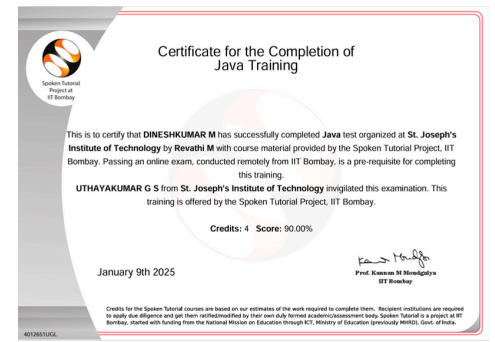 Spoken Tutorial
Project at
IIT Bombay
Certificate for the Completion of
Java Training
This is to certify that DINESHKUMAR M has successfully completed Java test organized at St. Joseph's
Institute of Technology by Revathi M with course material provided by the Spoken Tutorial Project, IIT
Bombay. Passing an online exam, conducted remotely from IIT Bombay, is a pre-requisite for completing
this training.
UTHAYAKUMAR G S from St. Joseph's Institute of Technology invigilated this examination. This
training is offered by the Spoken Tutorial Project, IIT Bombay.
Credits: 4 Score: 90.00%
January 9th 2025
Prof. Kannan M Moudgalya
IIT Bombay
Credits for the Spoken Tutorial courses are based on our estimates of the work required to complete them. Recipient institutions are required
to apply due diligence and get them ratified/modified by their own duly formed academic/assessment body. Spoken Tutorial is a project at IIT
Bombay, started with funding from the National Mission on Education through ICT, Ministry of Education (previously MHRD), Govt. of India.
4012651UGL